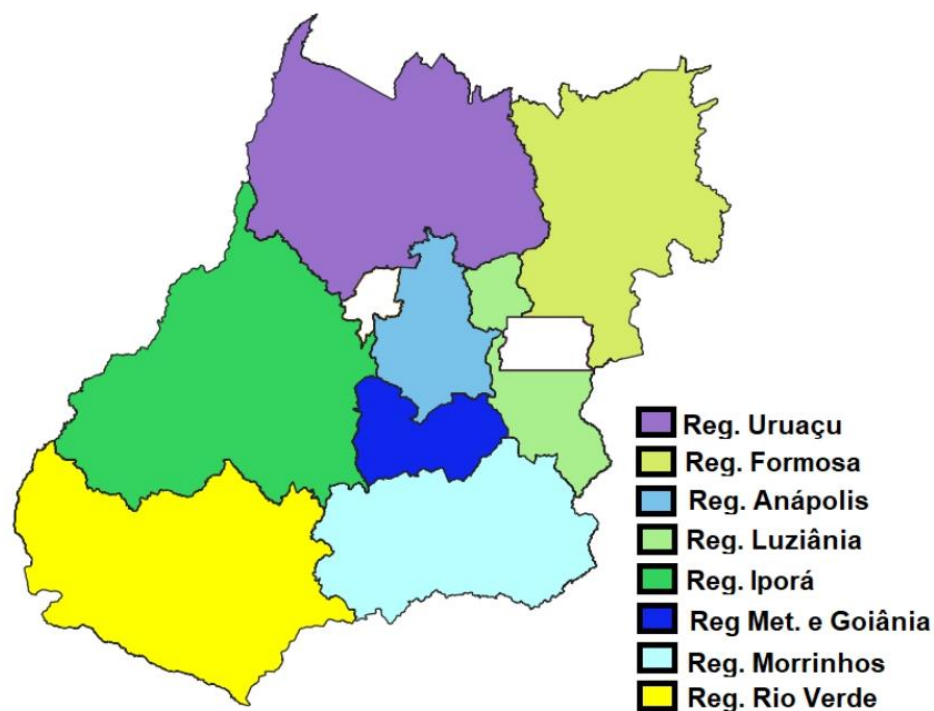 Reg. Uruaçu
Reg. Formosa
Reg. Anápolis
Reg. Luziânia
Reg. Iporá
Reg Met. e Goiânia
Reg. Morrinhos
Reg. Rio Verde